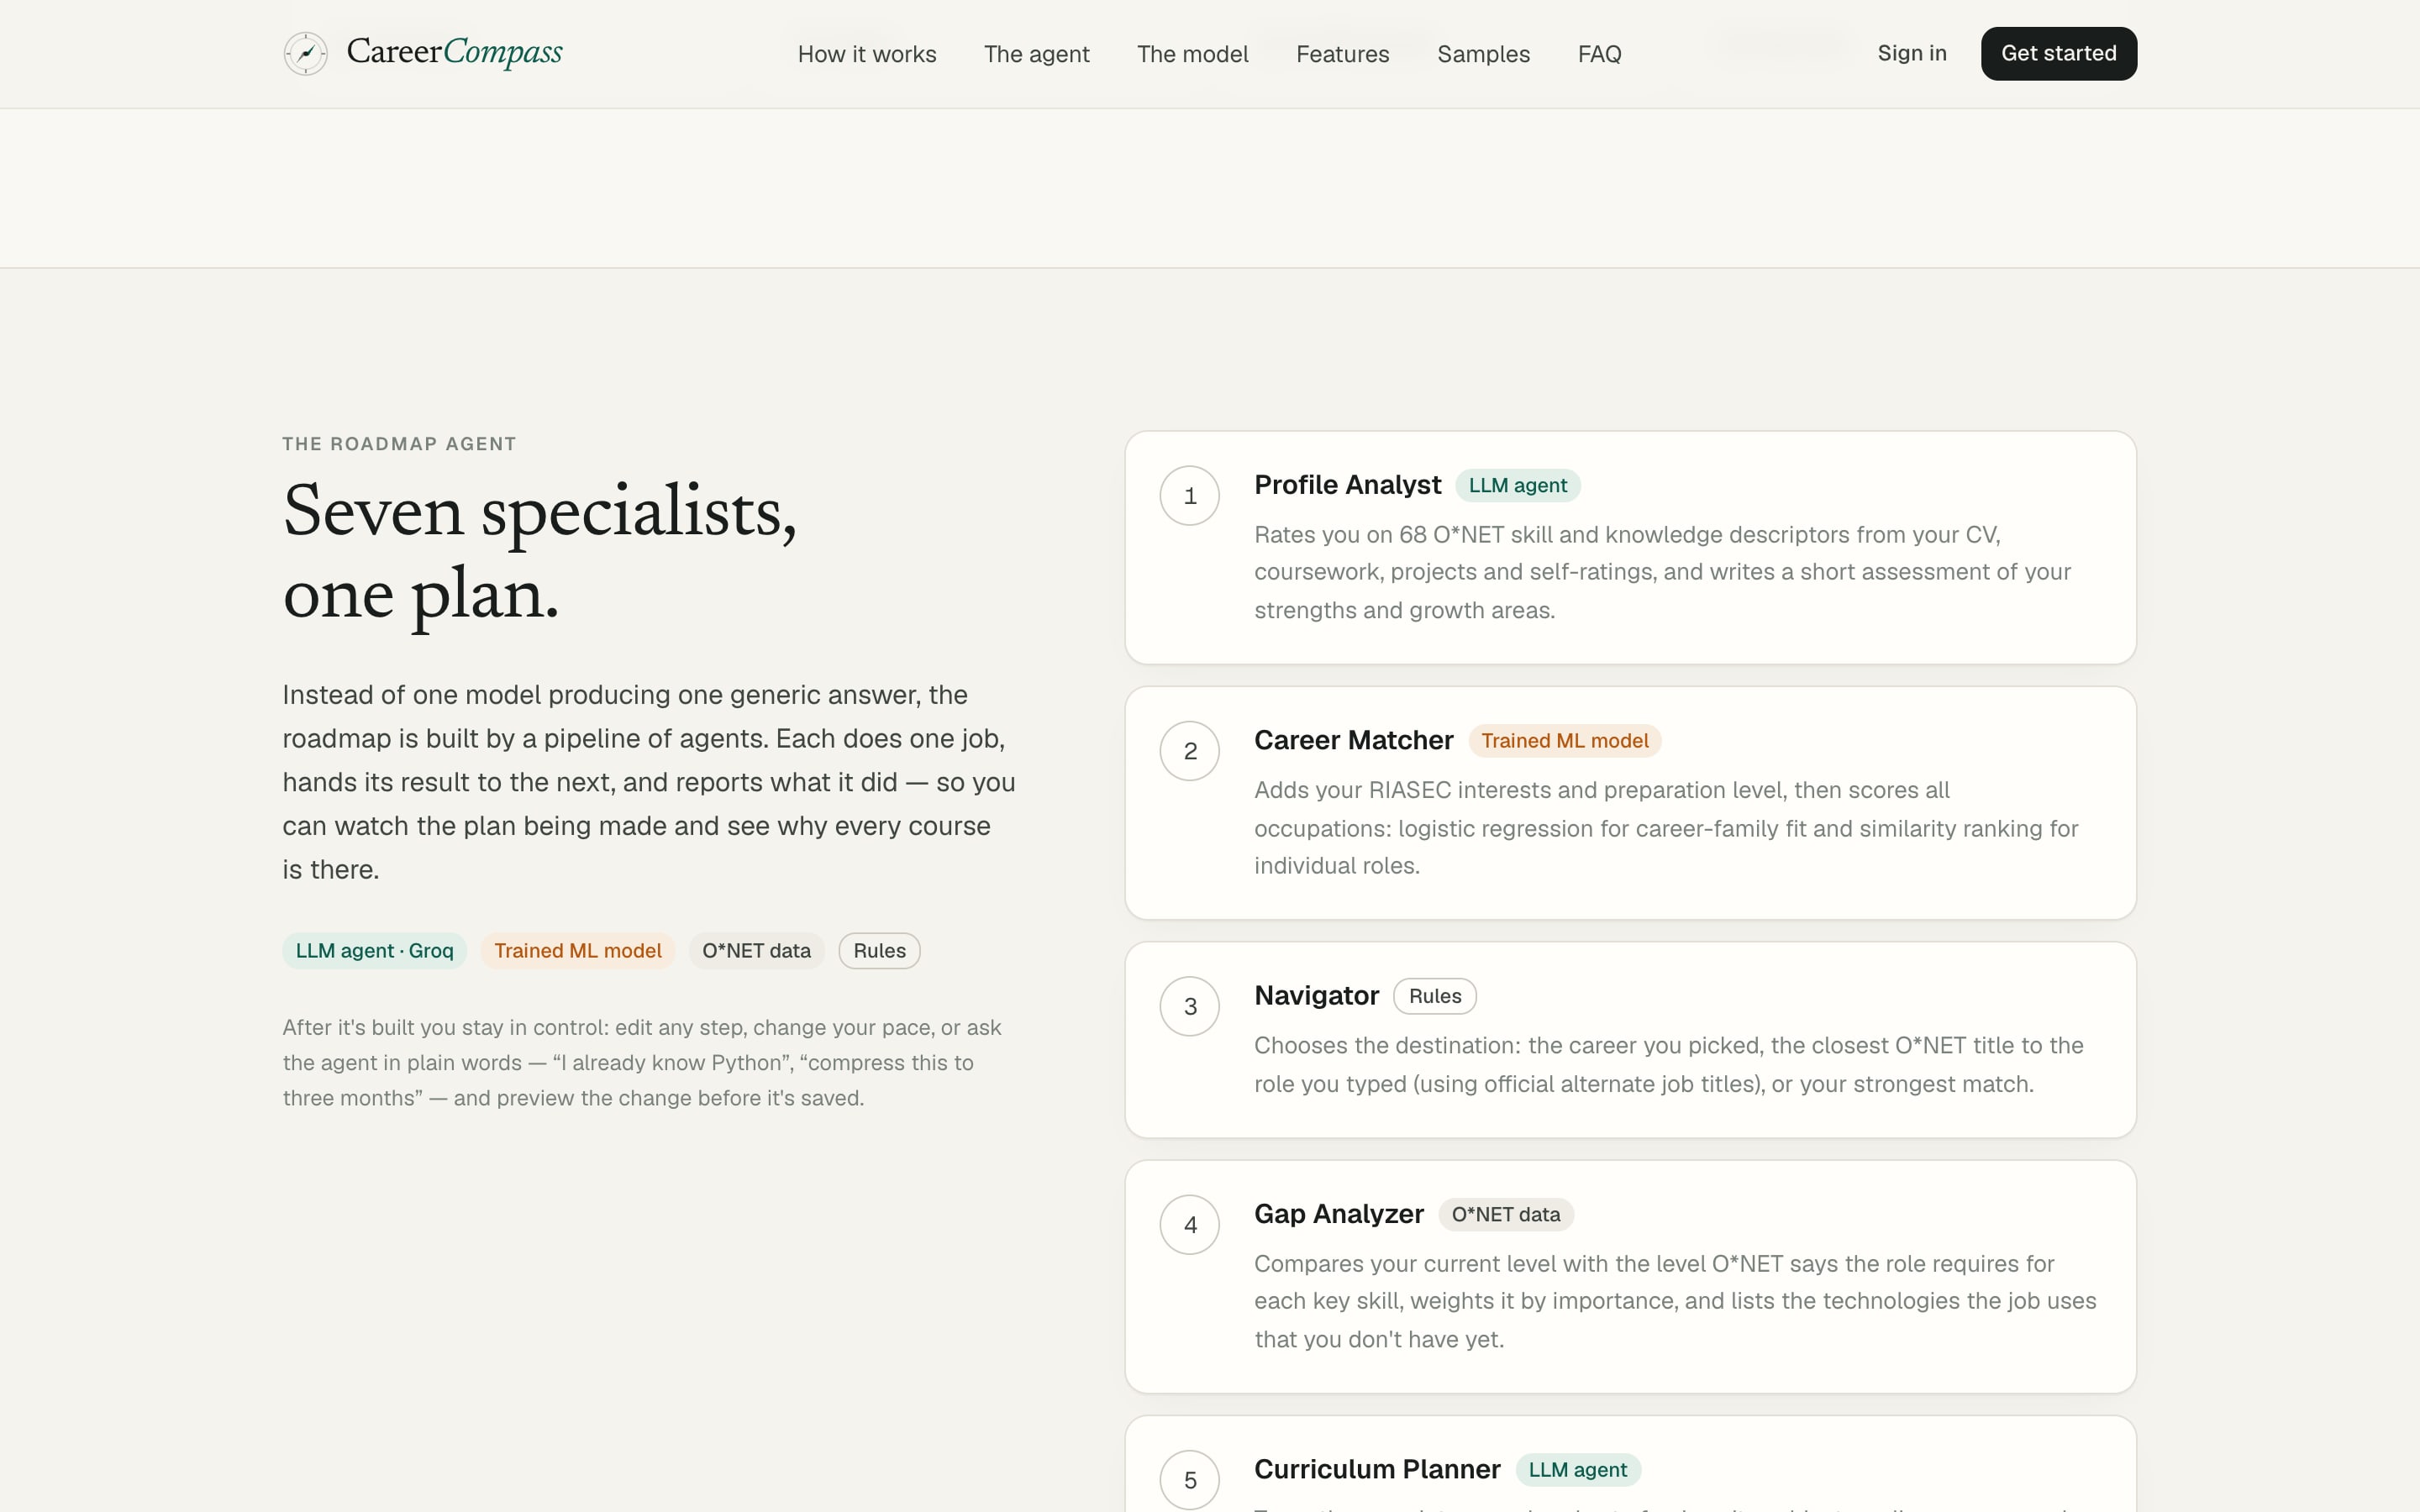 CareerCompass
How it works
The agent
The model
Features
Samples
FAQ
Sign in
Get started
THE ROADMAP AGENT
Seven specialists,
one plan.
Instead of one model producing one generic answer, the
roadmap is built by a pipeline of agents. Each does one job,
hands its result to the next, and reports what it did — so you
can watch the plan being made and see why every course
is there.
LLM agent · Groq
Trained ML model
O*NET data
Rules
After it's built you stay in control: edit any step, change your pace, or ask
the agent in plain words — “I already know Python”, “compress this to
three months” — and preview the change before it's saved.
1
Profile Analyst
LLM agent
Rates you on 68 O*NET skill and knowledge descriptors from your CV,
coursework, projects and self-ratings, and writes a short assessment of your
strengths and growth areas.
2
Career Matcher
Trained ML model
Adds your RIASEC interests and preparation level, then scores all
occupations: logistic regression for career-family fit and similarity ranking for
individual roles.
3
Navigator
Rules
Chooses the destination: the career you picked, the closest O*NET title to the
role you typed (using official alternate job titles), or your strongest match.
4
Gap Analyzer
O*NET data
Compares your current level with the level O*NET says the role requires for
each key skill, weights it by importance, and lists the technologies the job uses
that you don't have yet.
5
Curriculum Planner
LLM agent